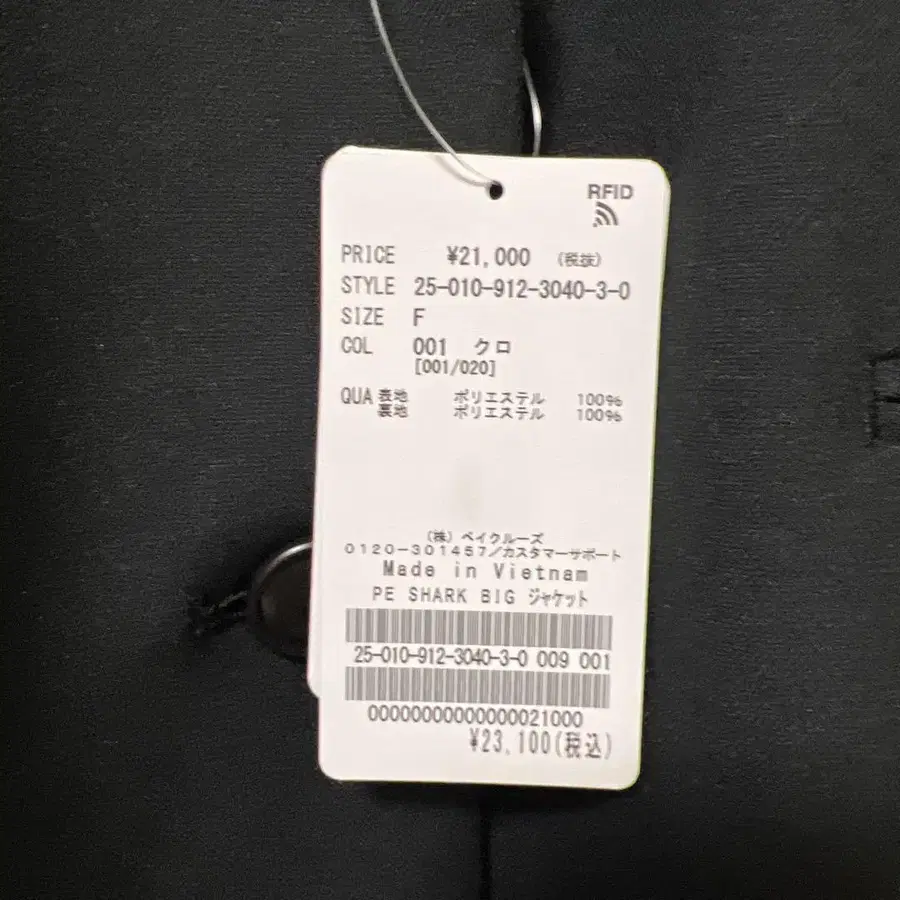 RFID
PRICE ¥21,000 (税抜)
STYLE 25-010-912-3040-3-0
SIZE F
COL 001 クロ
[001/020]
QUA 表地 ポリエステル 100%
裏地 ポリエステル 100%
(株) ベイクルーズ
0120-301457/カスタマーサポート
Made in Vietnam
PE SHARK BIG ジャケット
25-010-912-3040-3-0 009 001
00000000000000021000
¥23,100(税込)